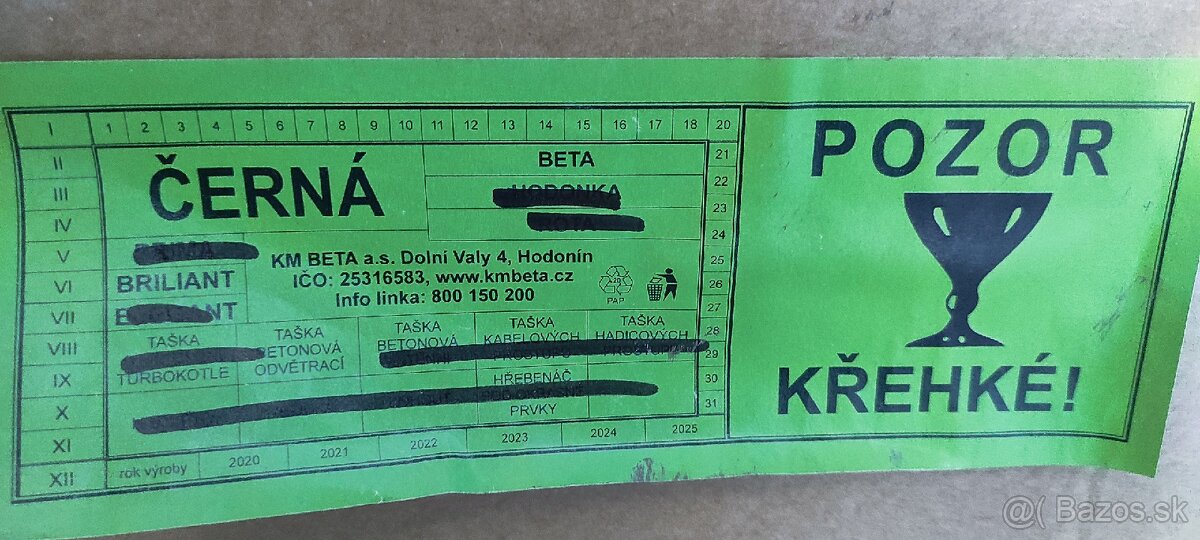 I 1 2 3 4 5 6 7 8 9 10 11 12 13 14 15 16 17 18 20
II 21
III 22
IV 23
V 24
VI 25
VII 26
VIII 27
IX 28
X 29
XI 30
XII 31
ČERNÁ
BETA
BRILIANT
KM BETA a.s. Dolní Valy 4, Hodonín
IČO: 25316583, www.kmbeta.cz
Info linka: 800 150 200
PAP
TAŠKA
TURBOKOTLE
TAŠKA
BETONOVÁ
ODVĚTRACÍ
TAŠKA
BETONOVÁ
TAŠKA
KABELOVÝCH
TAŠKA
HADICOVÝCH
HŘEBENÁČ
PRVKY
rok výroby 2020 2021 2022 2023 2024 2025
POZOR
KŘEHKÉ!
@( Bazos.sk